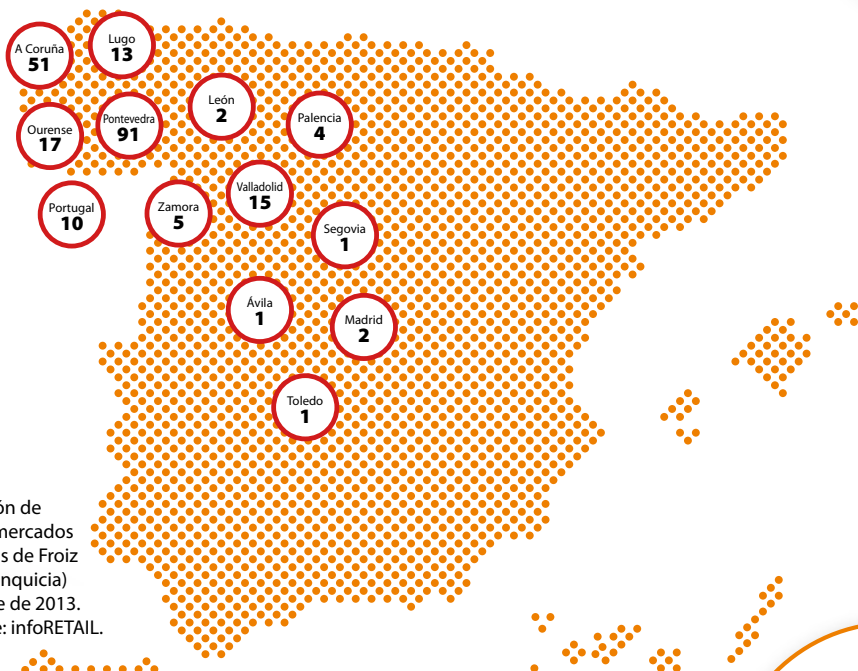 A Coruña
51
Lugo
13
León
2
Palencia
4
Ourense
17
Pontevedra
91
Portugal
10
Zamora
5
Valladolid
15
Segovia
1
Ávila
1
Madrid
2
Toledo
1
ón de
mercados
s de Froiz
nquicia)
e de 2013.
: infoRETAIL.